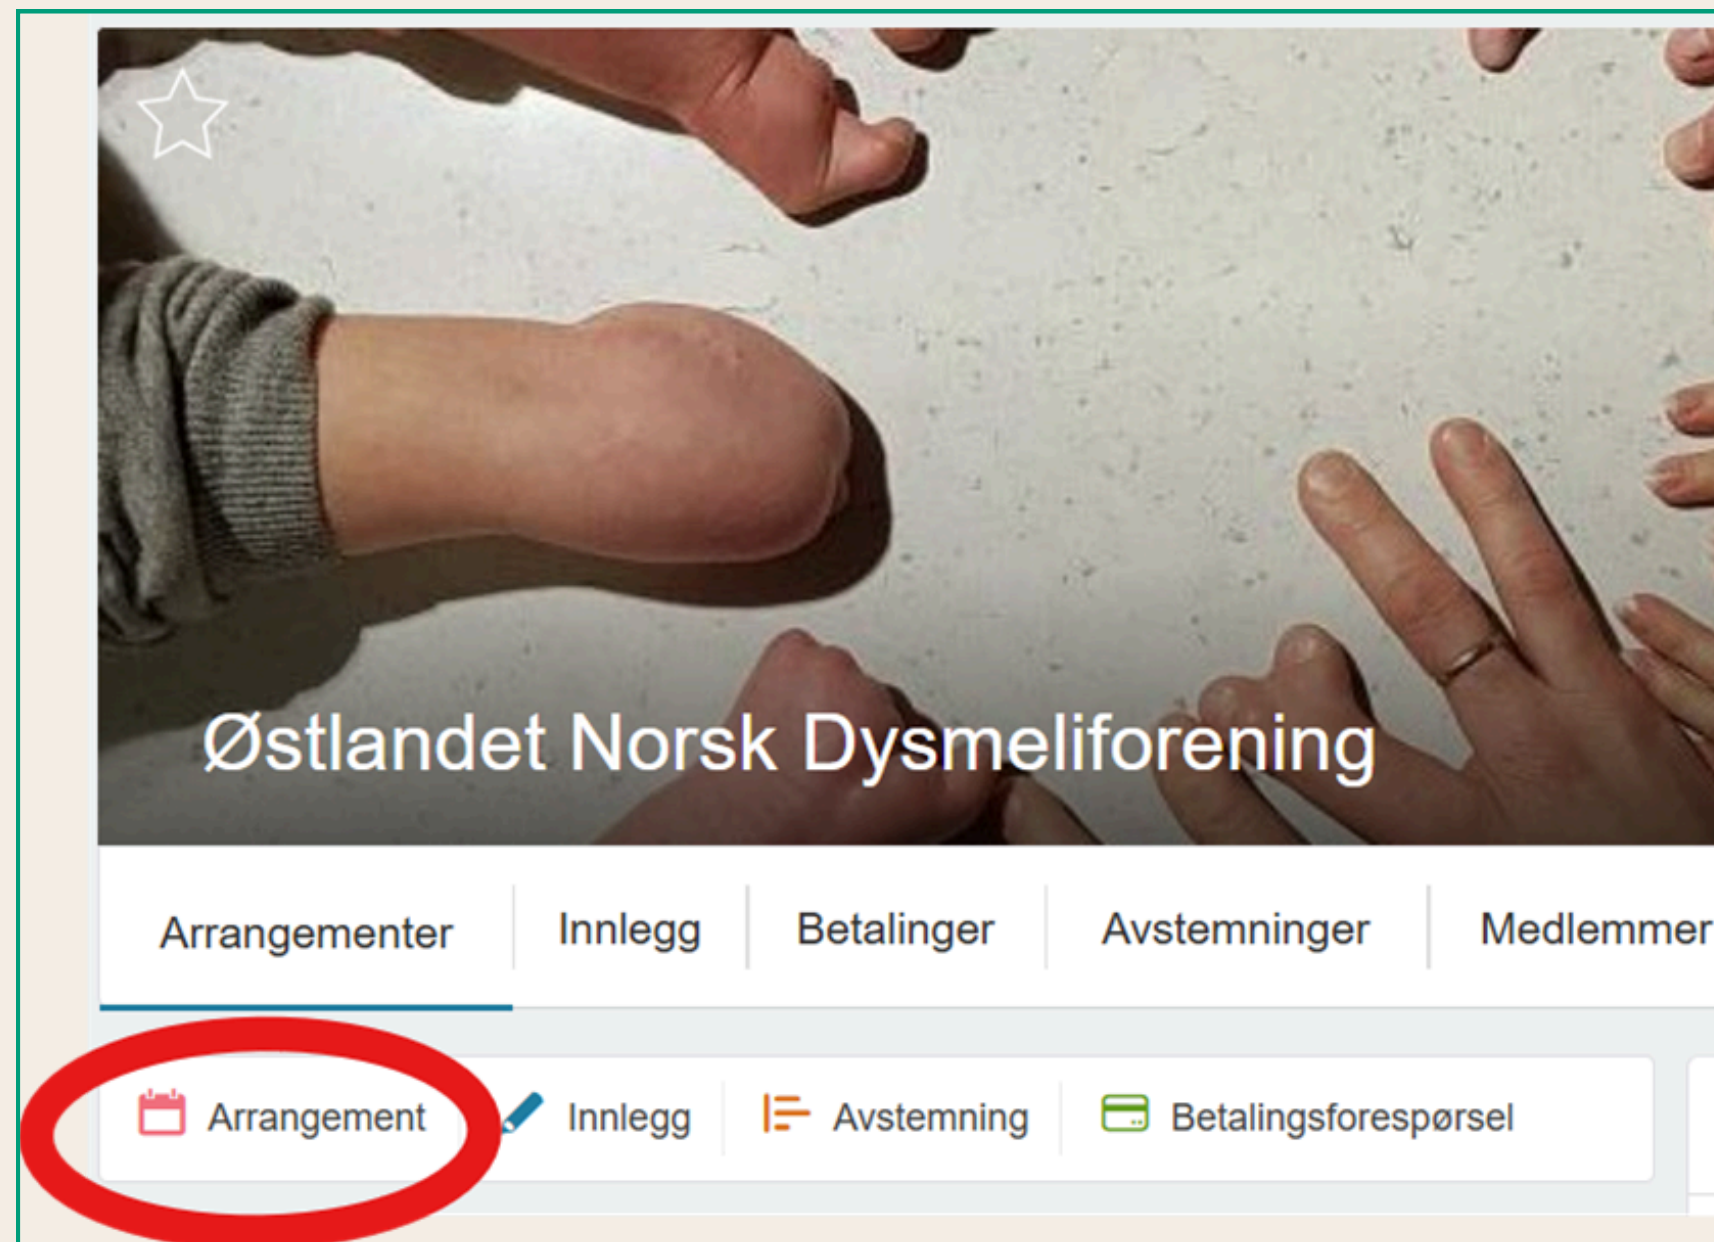 Østlandet Norsk Dysmeliforening
Arrangementer Innlegg Betalinger Avstemninger Medlemmer
Arrangement Innlegg Avstemning Betalingsforespørsel